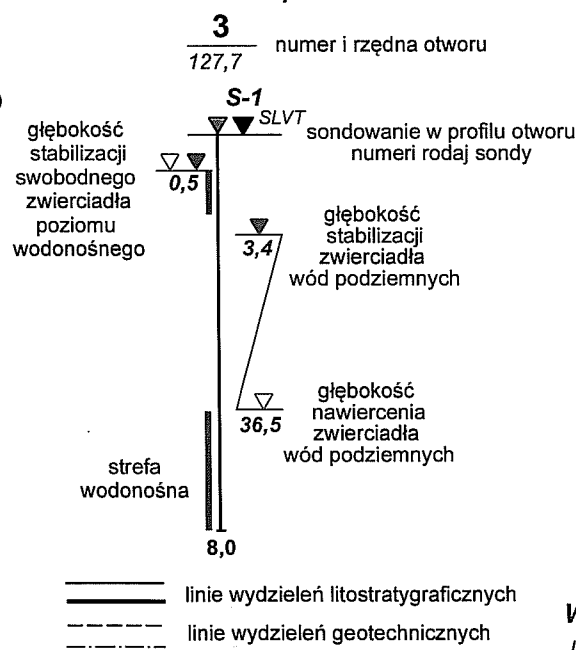 3
127,7
numer i rzędna otworu
S-1
SLVT
sondowanie w profilu otworu
numeri rodaj sondy
głębokość
stabilizacji
swobodnego
zwierciadła
poziomu
wodonośnego
0,5
głębokość
stabilizacji
zwierciadła
wód podziemnych
3,4
głębokość
nawiercenia
zwierciadła
wód podziemnych
36,5
strefa
wodonośna
8,0
linie wydzieleń litostratygraficznych
linie wydzieleń geotechnicznych